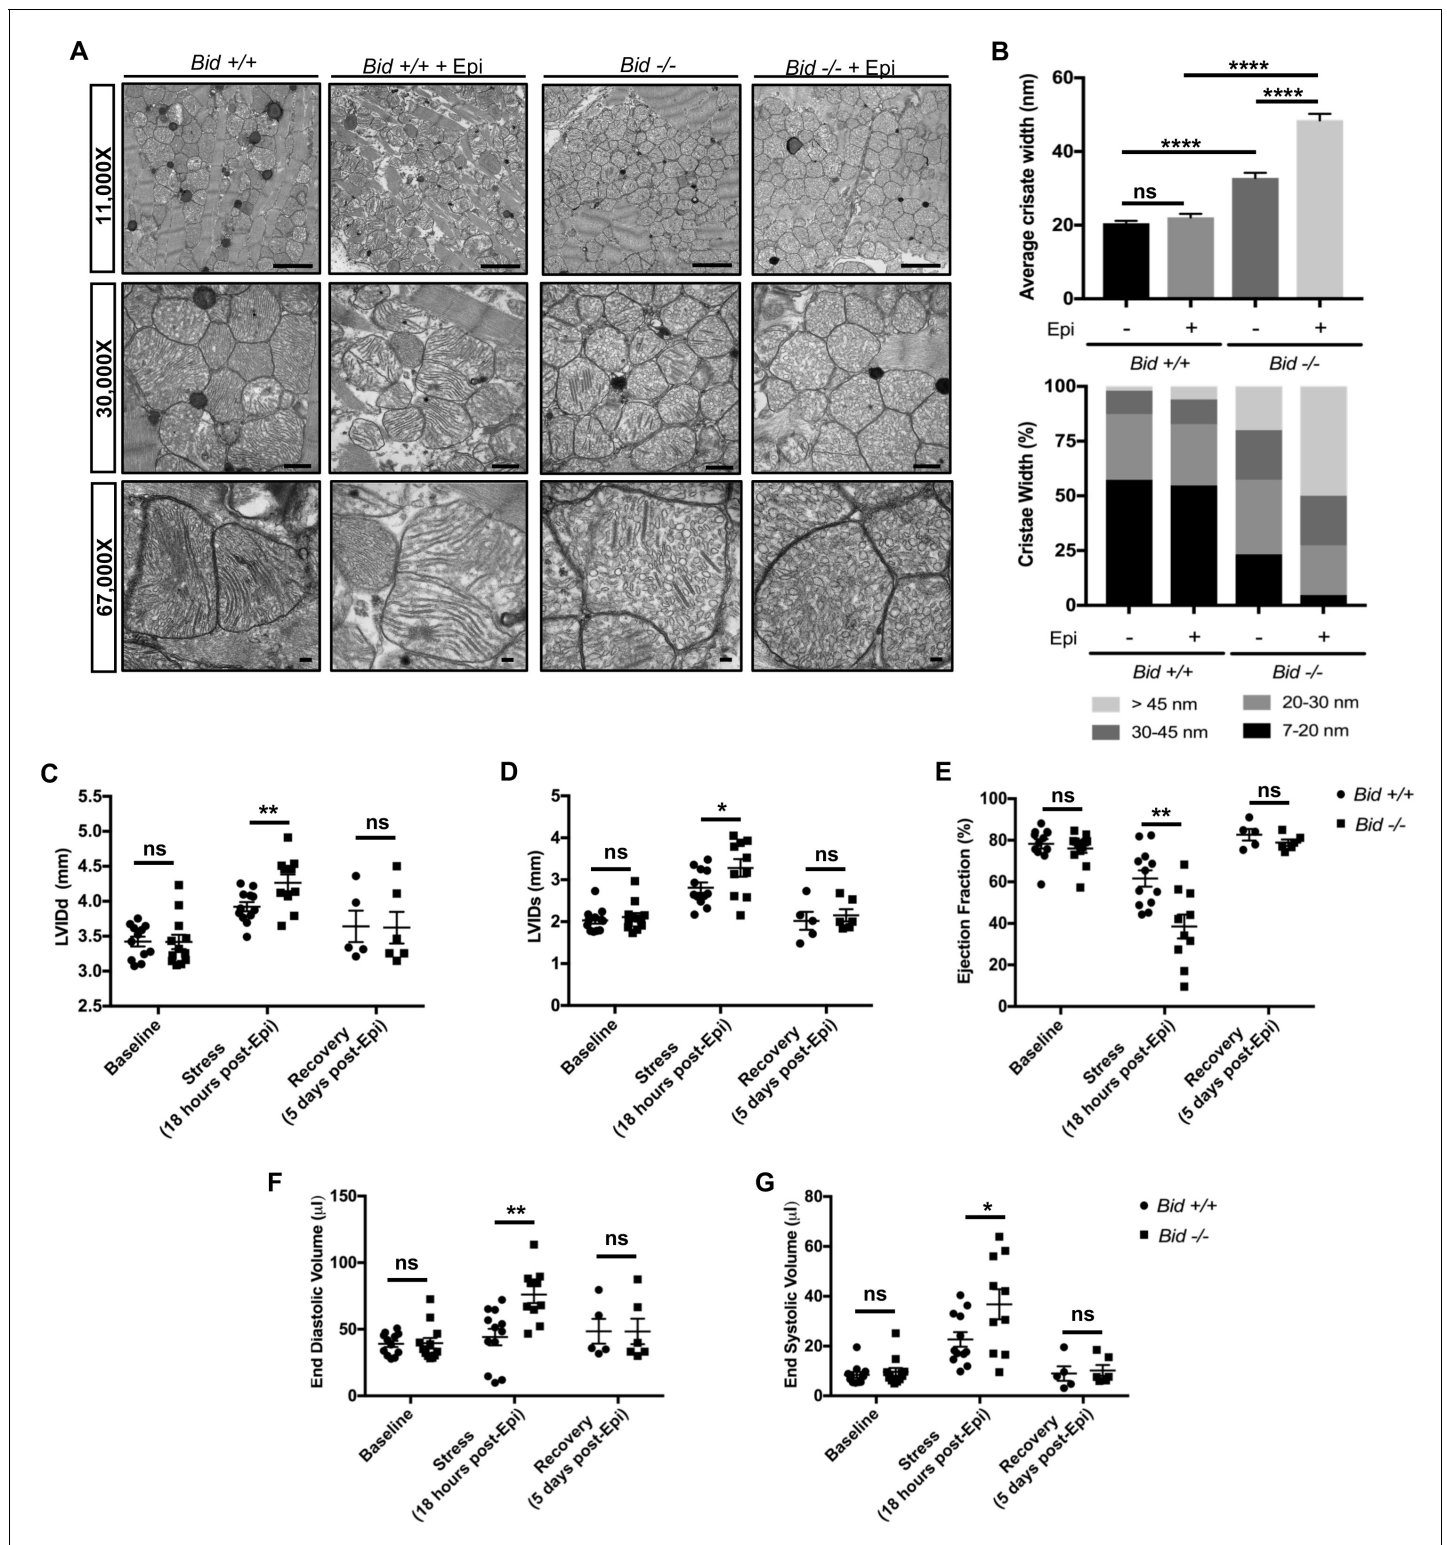 A
Bid +/+
Bid +/+ + Epi
Bid -/-
Bid -/- + Epi
11,000X
30,000X
67,000X
B
Average crisate width (nm)
60
40
20
0
ns
****
****
****
Epi - + - +
Bid +/+ Bid -/-
Cristae Width (%)
100
75
50
25
0
Epi - + - +
Bid +/+ Bid -/-
> 45 nm 20-30 nm
30-45 nm 7-20 nm
C
LVIDd (mm)
5.5
5.0
4.5
4.0
3.5
3.0
2.5
ns
**
ns
Baseline
Stress
(18 hours post-Epi)
Recovery
(5 days post-Epi)
D
LVIDs (mm)
5
4
3
2
1
0
ns
*
ns
Baseline
Stress
(18 hours post-Epi)
Recovery
(5 days post-Epi)
E
Ejection Fraction (%)
100
80
60
40
20
0
ns
**
ns
Baseline
Stress
(18 hours post-Epi)
Recovery
(5 days post-Epi)
Bid +/+
Bid -/-
F
End Diastolic Volume (µl)
150
100
50
0
ns
**
ns
Baseline
Stress
(18 hours post-Epi)
Recovery
(5 days post-Epi)
G
End Systolic Volume (µl)
80
60
40
20
0
ns
*
ns
Baseline
Stress
(18 hours post-Epi)
Recovery
(5 days post-Epi)
Bid +/+
Bid -/-